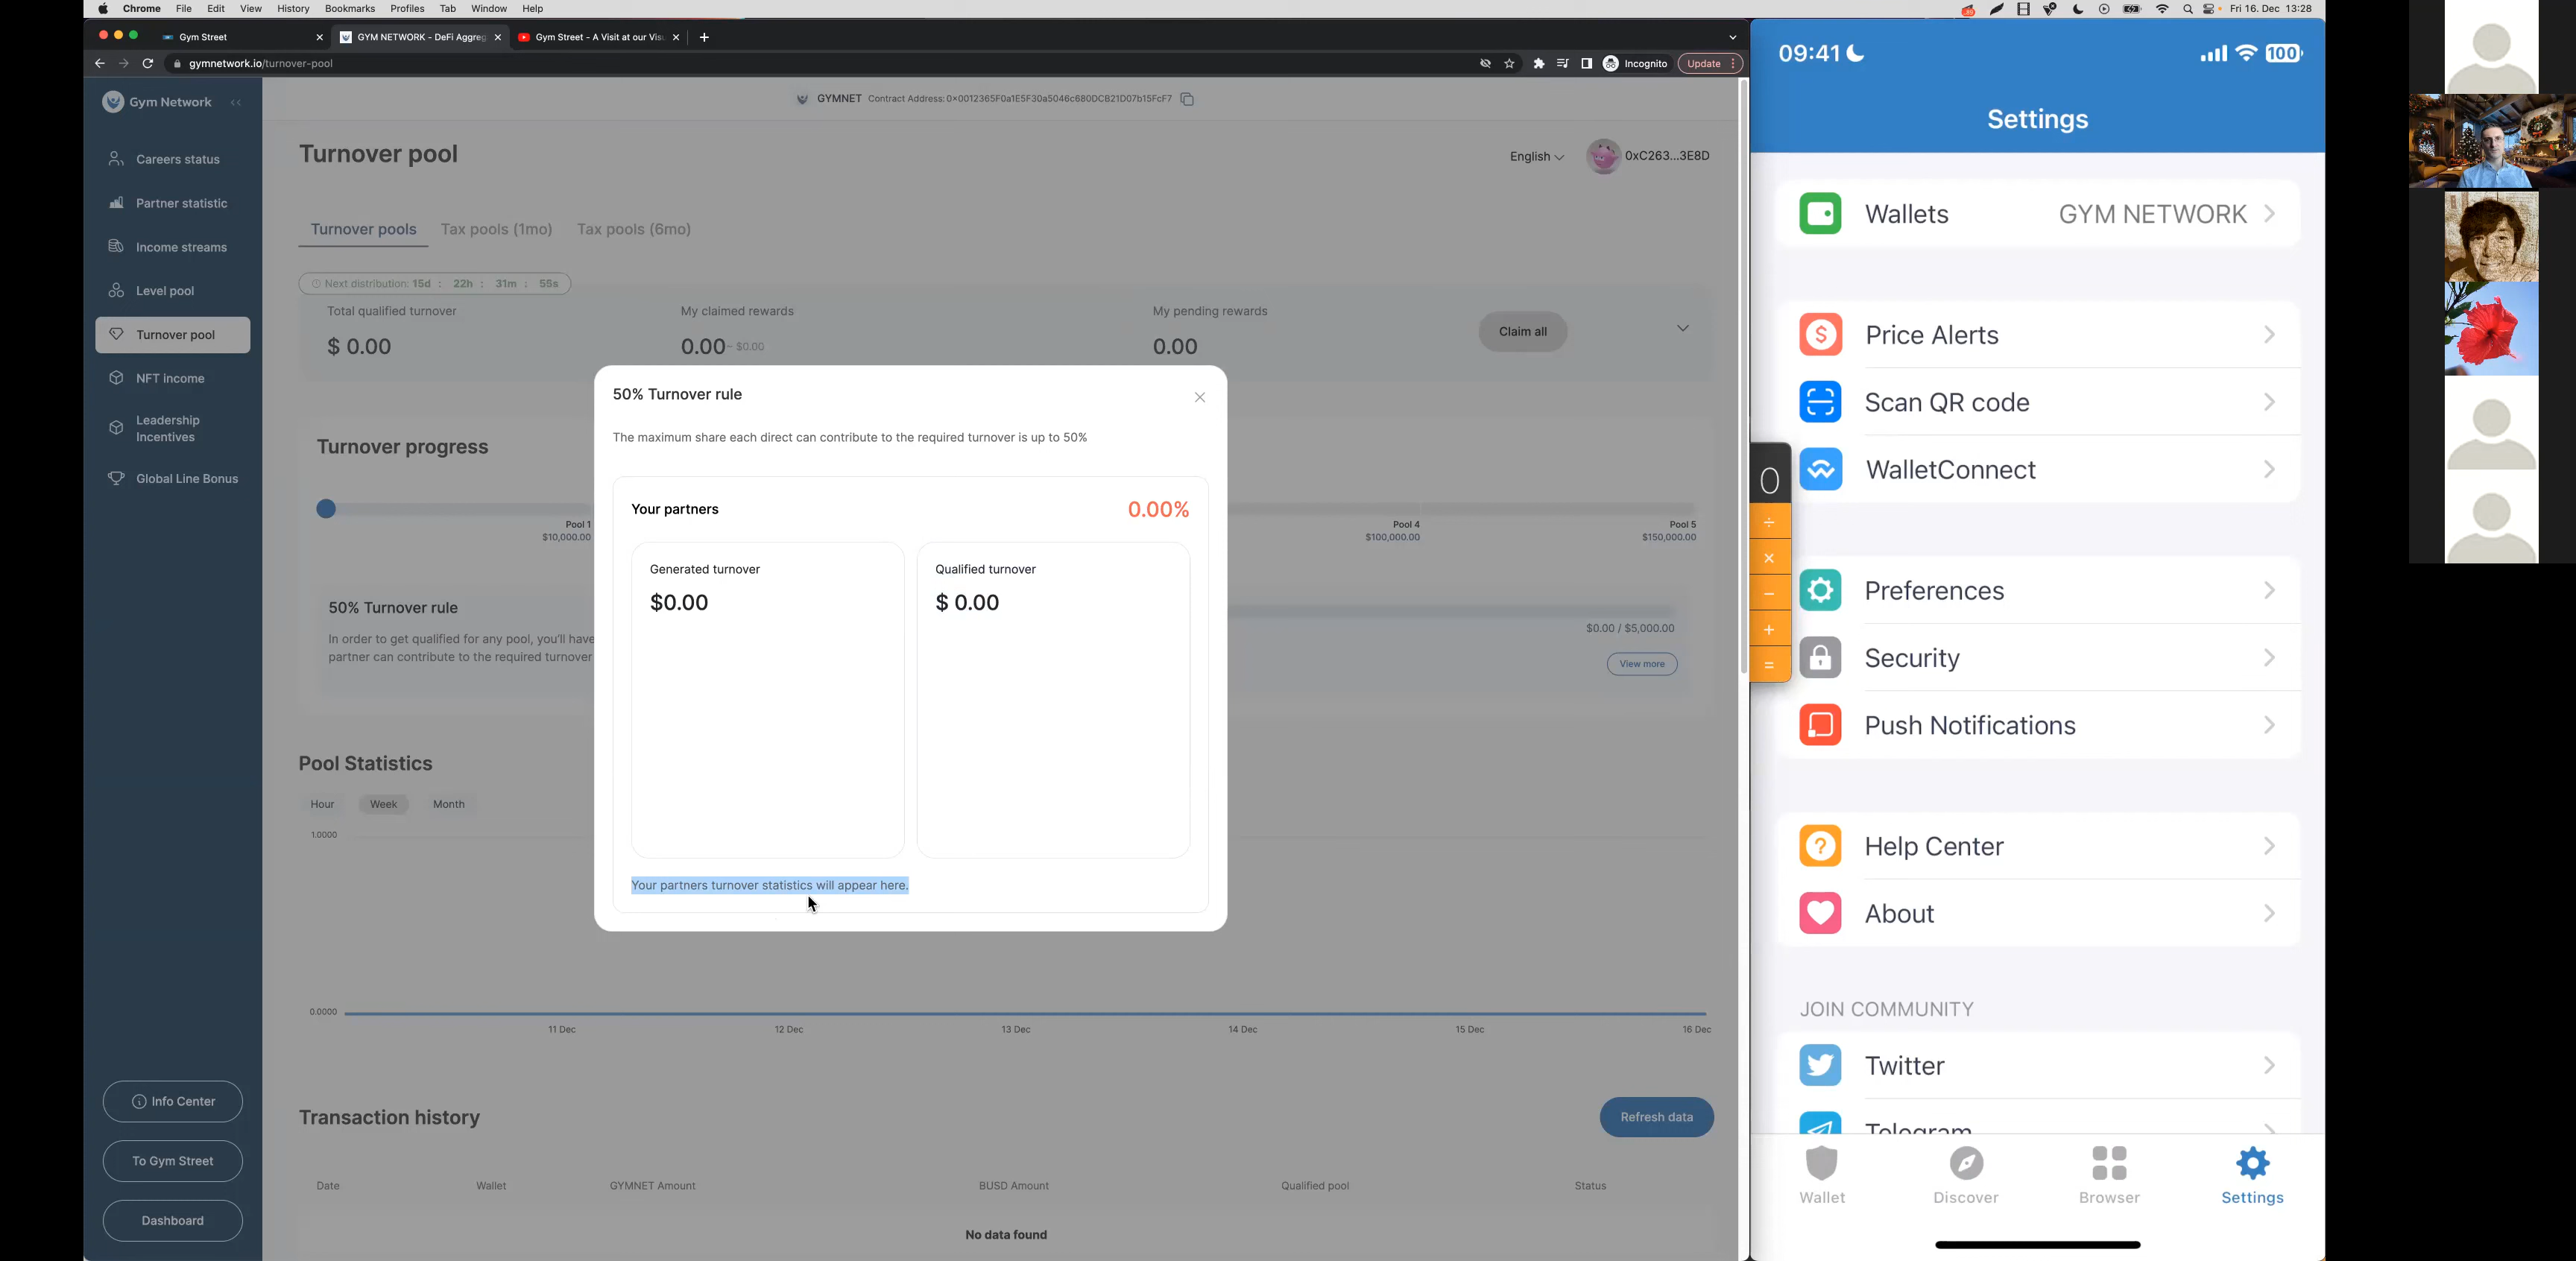 Chrome File Edit View History Bookmarks Profiles Tab Window Help
Fri 16. Dec 13:28
Gym Street
GYM NETWORK - DeFi Aggreg
Gym Street - A Visit at our Visu
gymnetwork.io/turnover-pool
Incognito
Update
Gym Network
Careers status
Partner statistic
Income streams
Level pool
Turnover pool
NFT income
Leadership
Incentives
Global Line Bonus
Info Center
To Gym Street
Dashboard
GYMNET Contract Address: 0x0012365F0a1E5F30a5046c680DCB21D07b15FcF7
Turnover pool
English
0xC263...3E8D
Turnover pools Tax pools (1mo) Tax pools (6mo)
Next distribution: 15d : 22h : 31m : 55s
Total qualified turnover
$ 0.00
My claimed rewards
0.00 ~ $0.00
My pending rewards
0.00
Claim all
Turnover progress
Pool 1
$10,000.00
Pool 4
$100,000.00
Pool 5
$150,000.00
50% Turnover rule
In order to get qualified for any pool, you'll have
partner can contribute to the required turnover
$0.00 / $5,000.00
View more
50% Turnover rule
The maximum share each direct can contribute to the required turnover is up to 50%
Your partners
0.00%
Generated turnover
$0.00
Qualified turnover
$ 0.00
Your partners turnover statistics will appear here.
Pool Statistics
Hour Week Month
1.0000
0.0000
11 Dec 12 Dec 13 Dec 14 Dec 15 Dec 16 Dec
Transaction history
Refresh data
Date Wallet GYMNET Amount BUSD Amount Qualified pool Status
No data found
0
÷
×
−
+
=
09:41
100
Settings
Wallets GYM NETWORK
Price Alerts
Scan QR code
WalletConnect
Preferences
Security
Push Notifications
Help Center
About
JOIN COMMUNITY
Twitter
Telegram
Wallet Discover Browser Settings